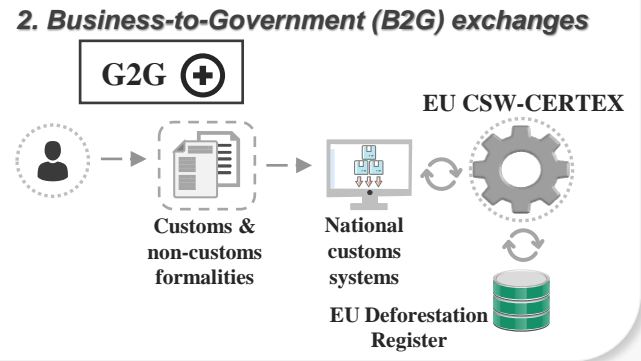 2. Business-to-Government (B2G) exchanges
G2G
EU CSW-CERTEX
Customs &
non-customs
formalities
National
customs
systems
EU Deforestation
Register